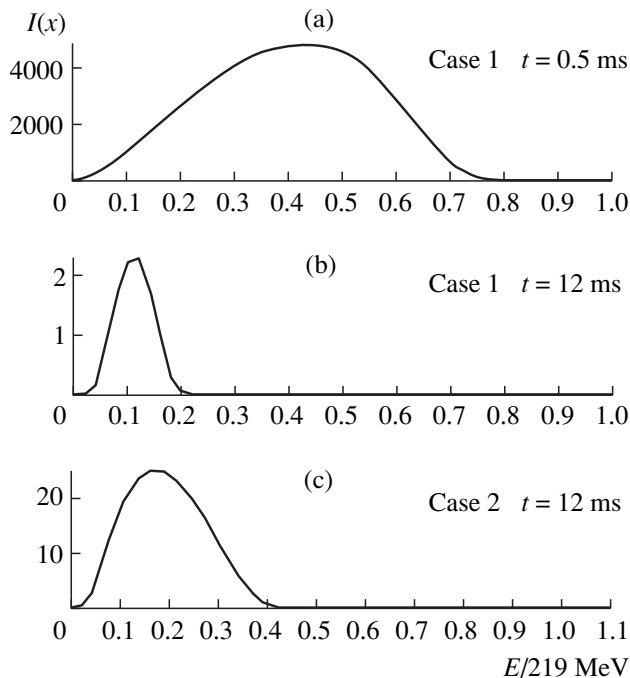 I(x)
(a)
Case 1 t = 0.5 ms
4000
2000
0 0.1 0.2 0.3 0.4 0.5 0.6 0.7 0.8 0.9 1.0
(b)
Case 1 t = 12 ms
2
1
0 0.1 0.2 0.3 0.4 0.5 0.6 0.7 0.8 0.9 1.0
(c)
Case 2 t = 12 ms
20
10
0 0.1 0.2 0.3 0.4 0.5 0.6 0.7 0.8 0.9 1.0 1.1
E/219 MeV